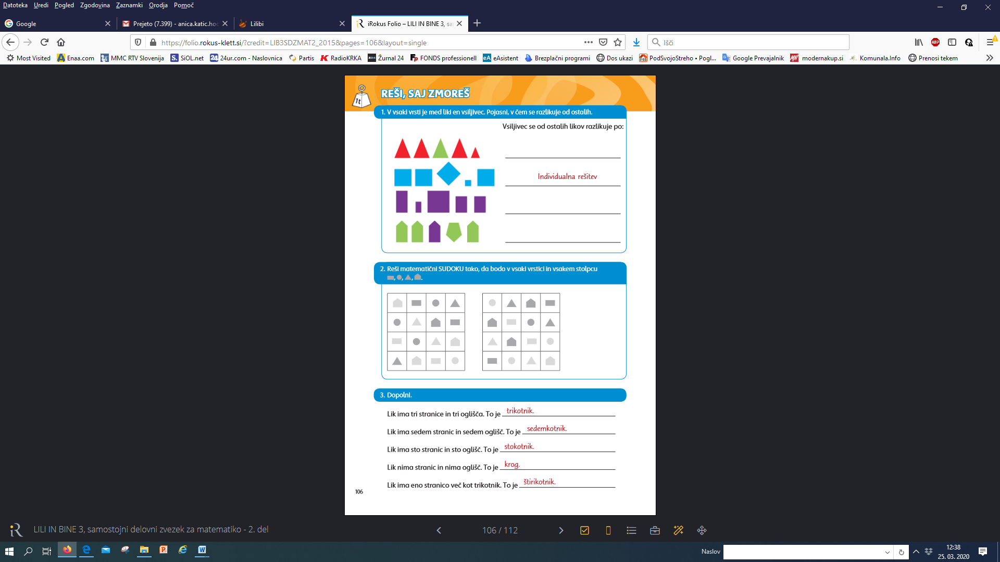 Datoteka Uredi Pogled Zgodovina Zaznamki Orodja Pomoč
Google
Prejeto (7.399) - anica.katic.hoc
Lilibi
iRokus Folio – LILI IN BINE 3, sa
https://folio.rokus-klett.si/?credit=LIB3SDZMAT2_2015&pages=106&layout=single
Išči
ABP
Most Visited Enaa.com MMC RTV Slovenija SiOL.net 24ur.com - Naslovnica Partis RadioKRKA Žurnal 24 FONDS professionell eAsistent Brezplačni programi Dos ukazi PodSvojoStreho • Pogl... Google Prevajalnik modernakup.si Komunala.Info Prenosi tekem
1t
REŠI, SAJ ZMOREŠ
1. V vsaki vrsti je med liki en vsiljivec. Pojasni, v čem se razlikuje od ostalih.
Vsiljivec se od ostalih likov razlikuje po:
Individualna rešitev
2. Reši matematični SUDOKU tako, da bodo v vsaki vrstici in vsakem stolpcu
, , , .
3. Dopolni.
Lik ima tri stranice in tri oglišča. To je trikotnik.
Lik ima sedem stranic in sedem oglišč. To je sedemkotnik.
Lik ima sto stranic in sto oglišč. To je stokotnik.
Lik nima stranic in nima oglišč. To je krog.
Lik ima eno stranico več kot trikotnik. To je štirikotnik.
106
LILI IN BINE 3, samostojni delovni zvezek za matematiko - 2. del
106 / 112
Naslov
12:38
25. 03. 2020